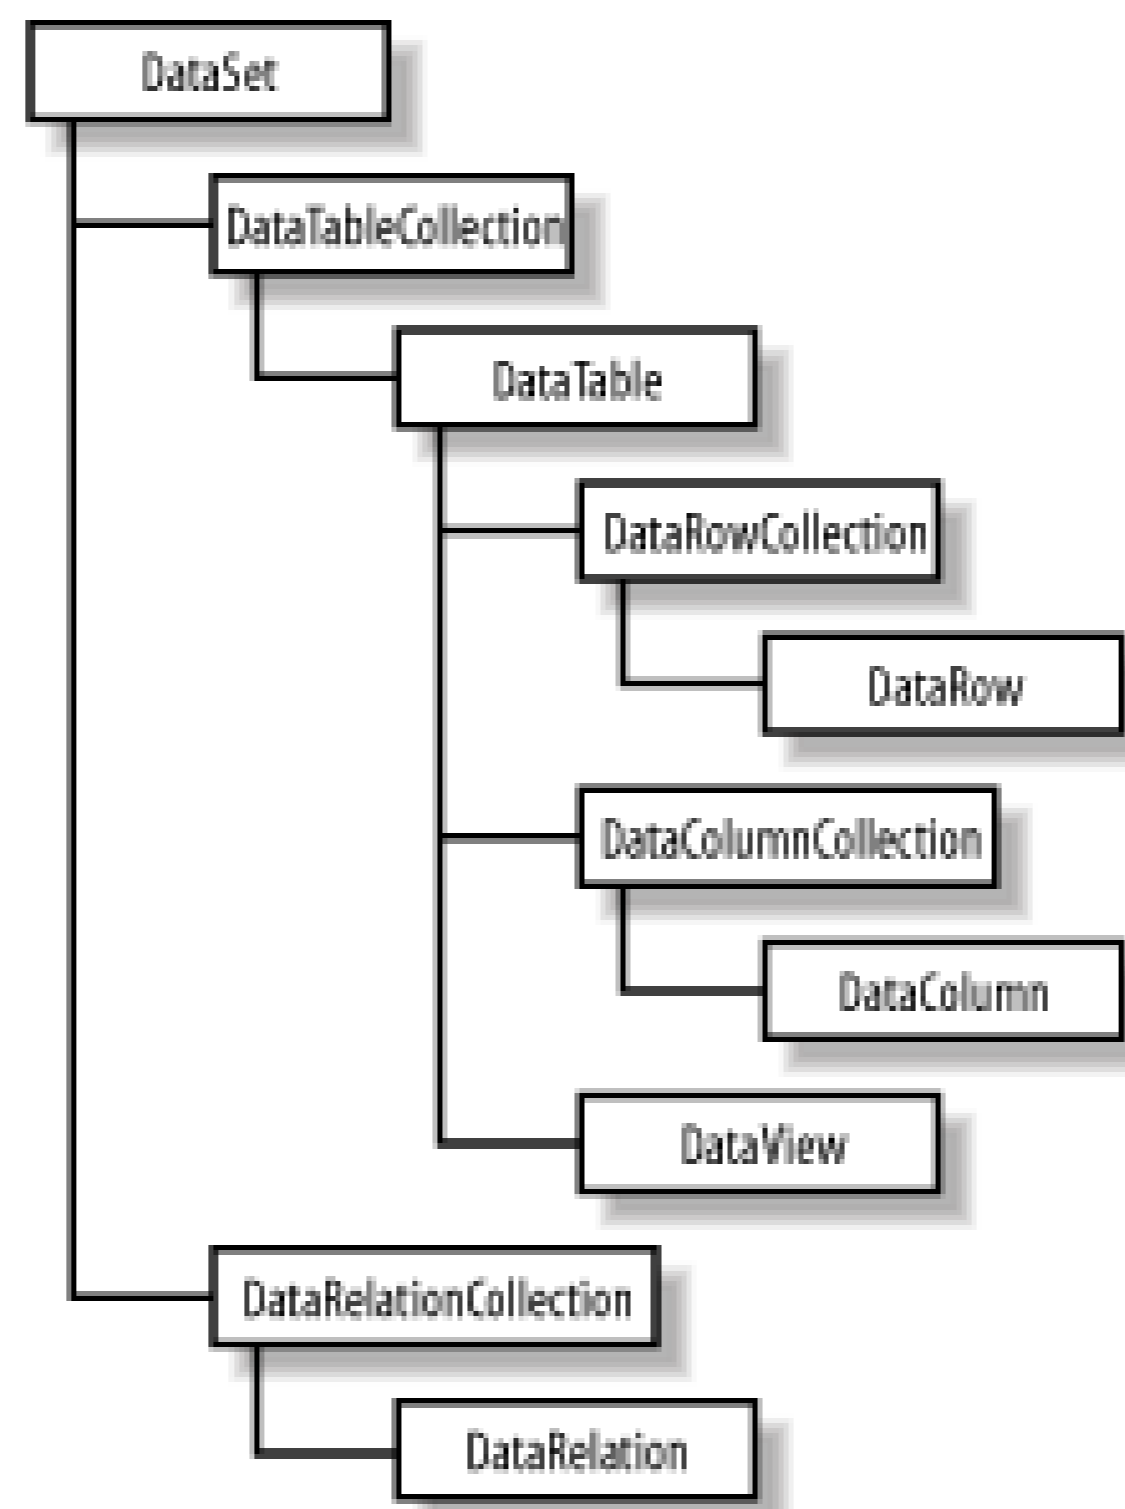 DataSet
DataTableCollection
DataTable
DataRowCollection
DataRow
DataColumnCollection
DataColumn
DataView
DataRelationCollection
DataRelation